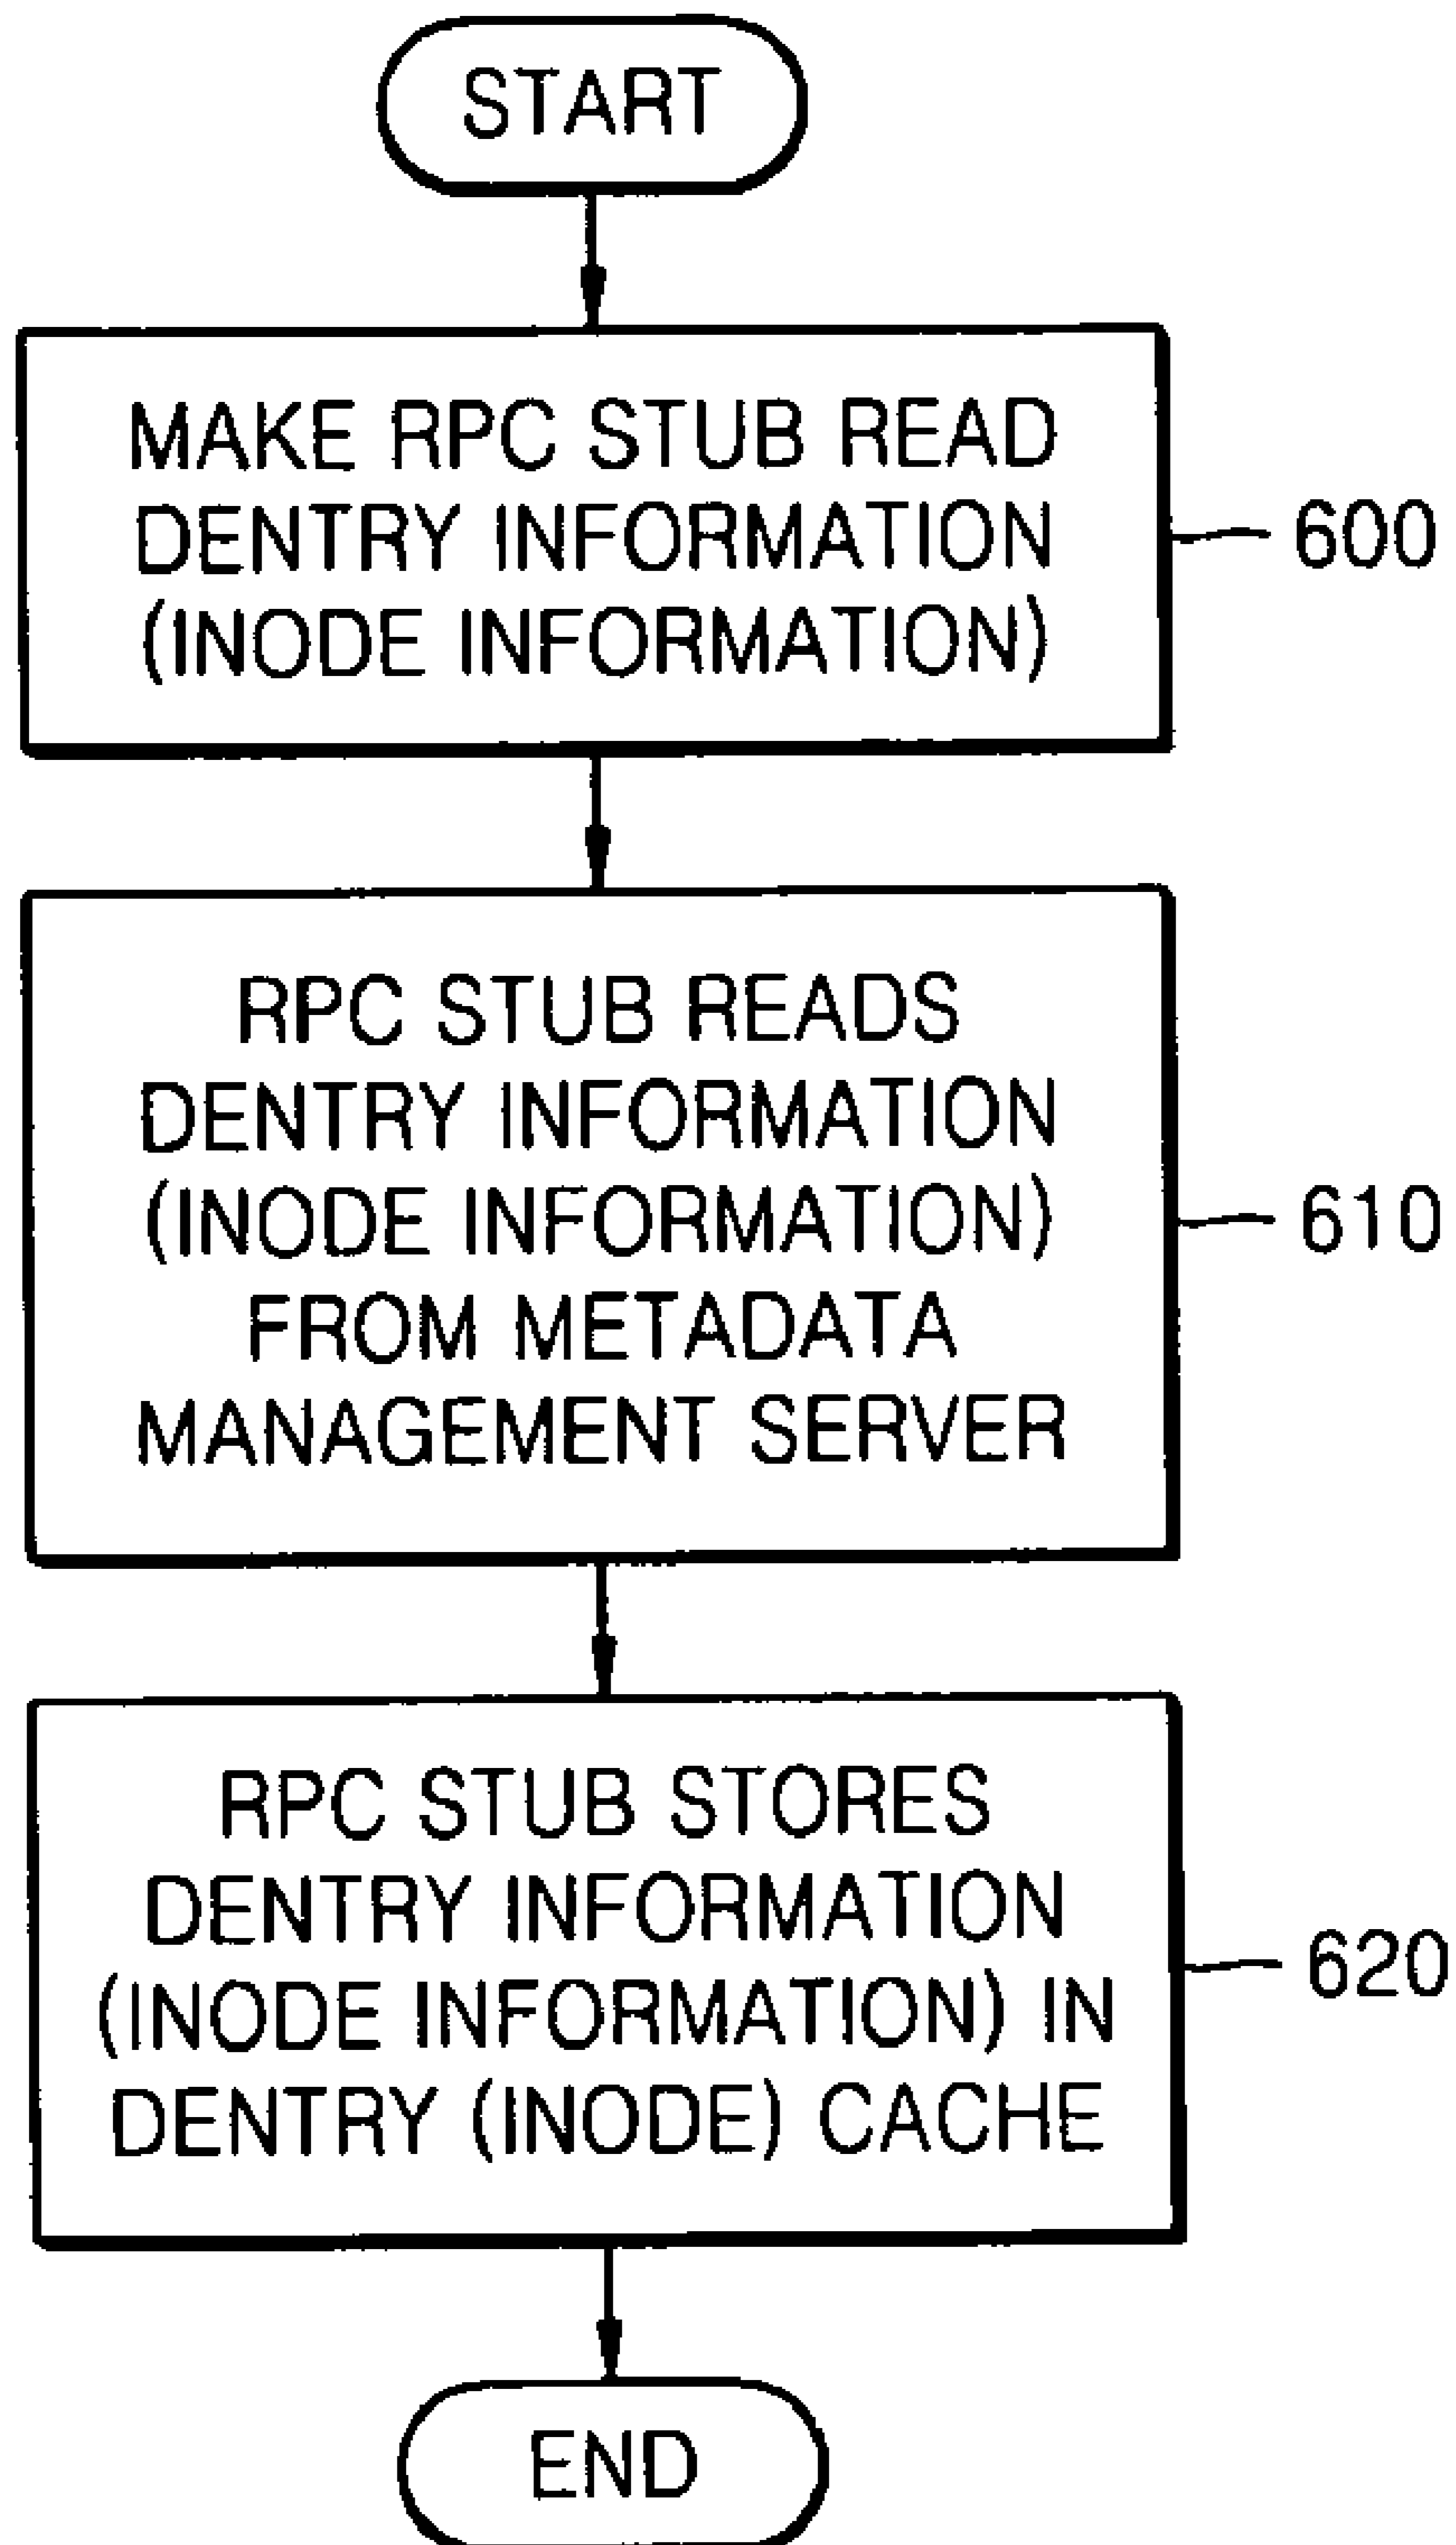 START
MAKE RPC STUB READ
DENTRY INFORMATION
(INODE INFORMATION)
600
RPC STUB READS
DENTRY INFORMATION
(INODE INFORMATION)
FROM METADATA
MANAGEMENT SERVER
610
RPC STUB STORES
DENTRY INFORMATION
(INODE INFORMATION) IN
DENTRY (INODE) CACHE
620
END